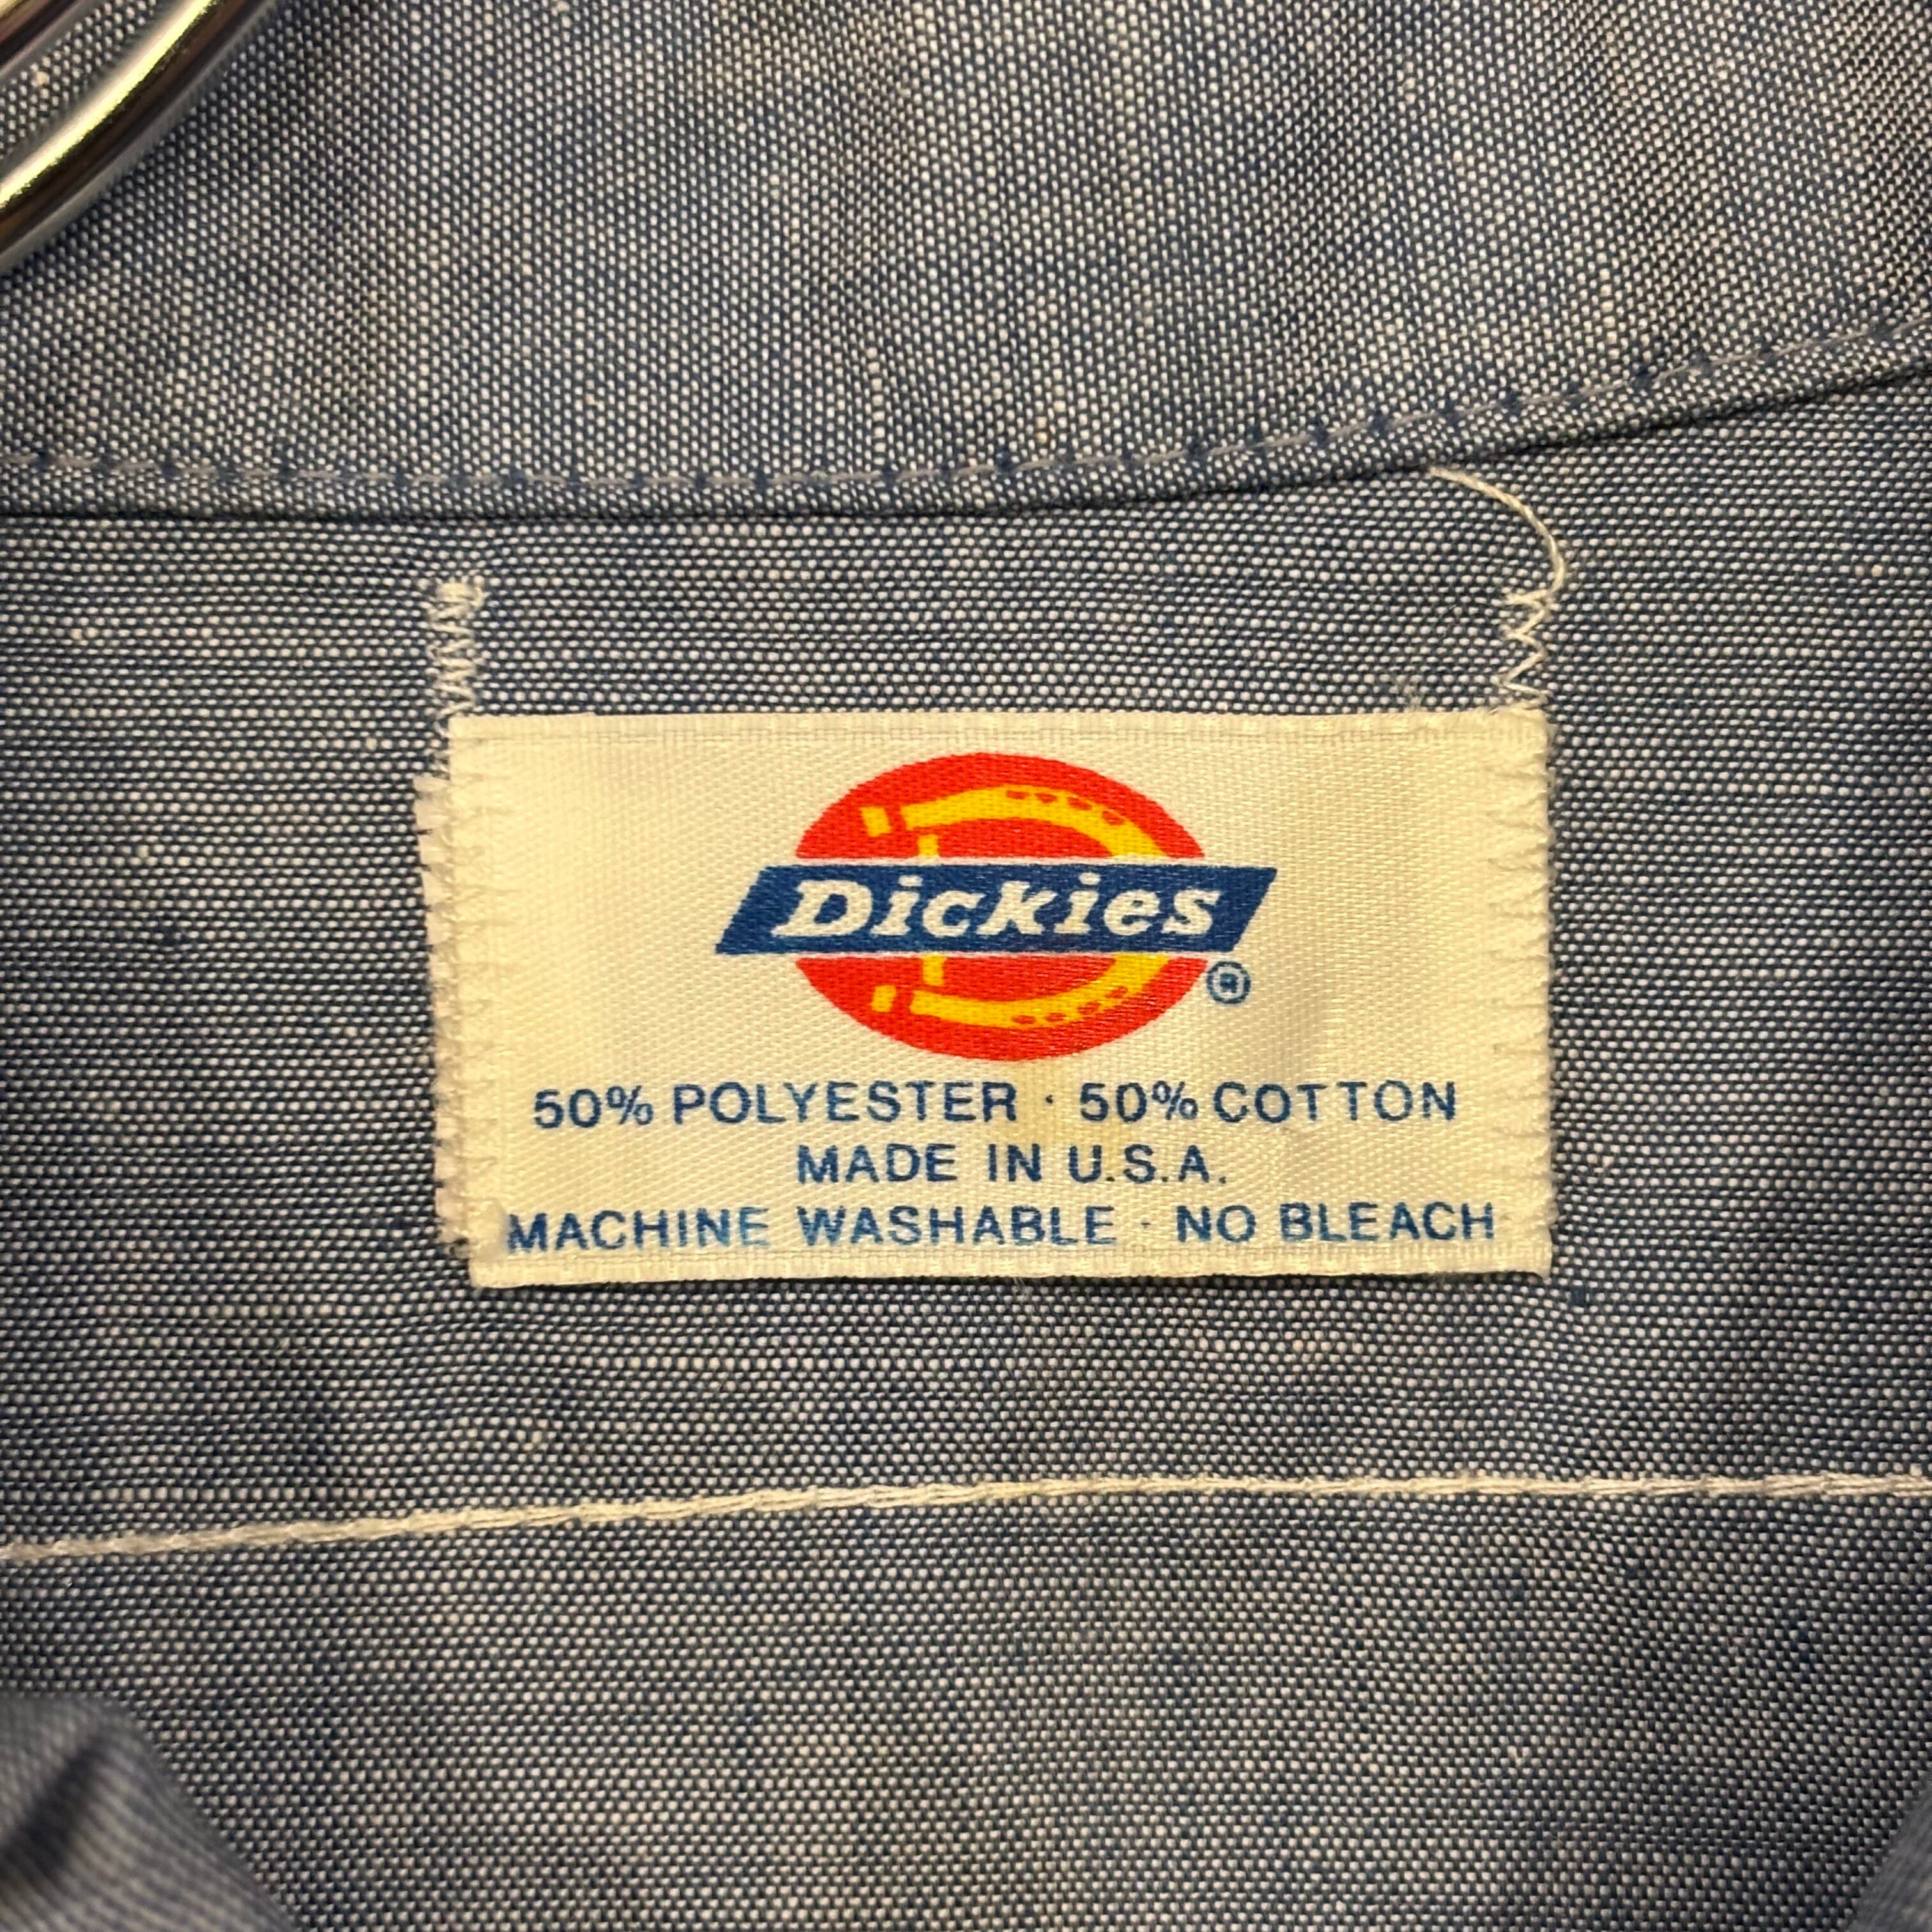 Dickies
®
50% POLYESTER · 50% COTTON
MADE IN U.S.A.
MACHINE WASHABLE · NO BLEACH